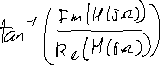 tan⁻¹ ( Im(H(jΩ)) / Re(H(jΩ)) )